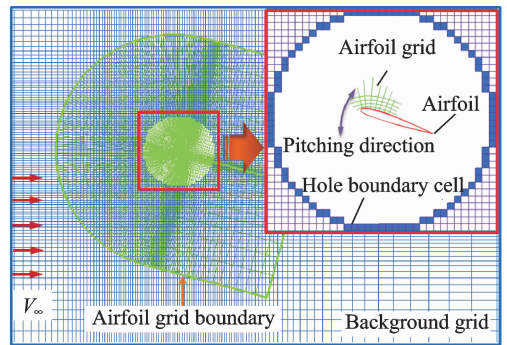 Airfoil grid
Airfoil
Pitching direction
Hole boundary cell
V∞
Airfoil grid boundary
Background grid